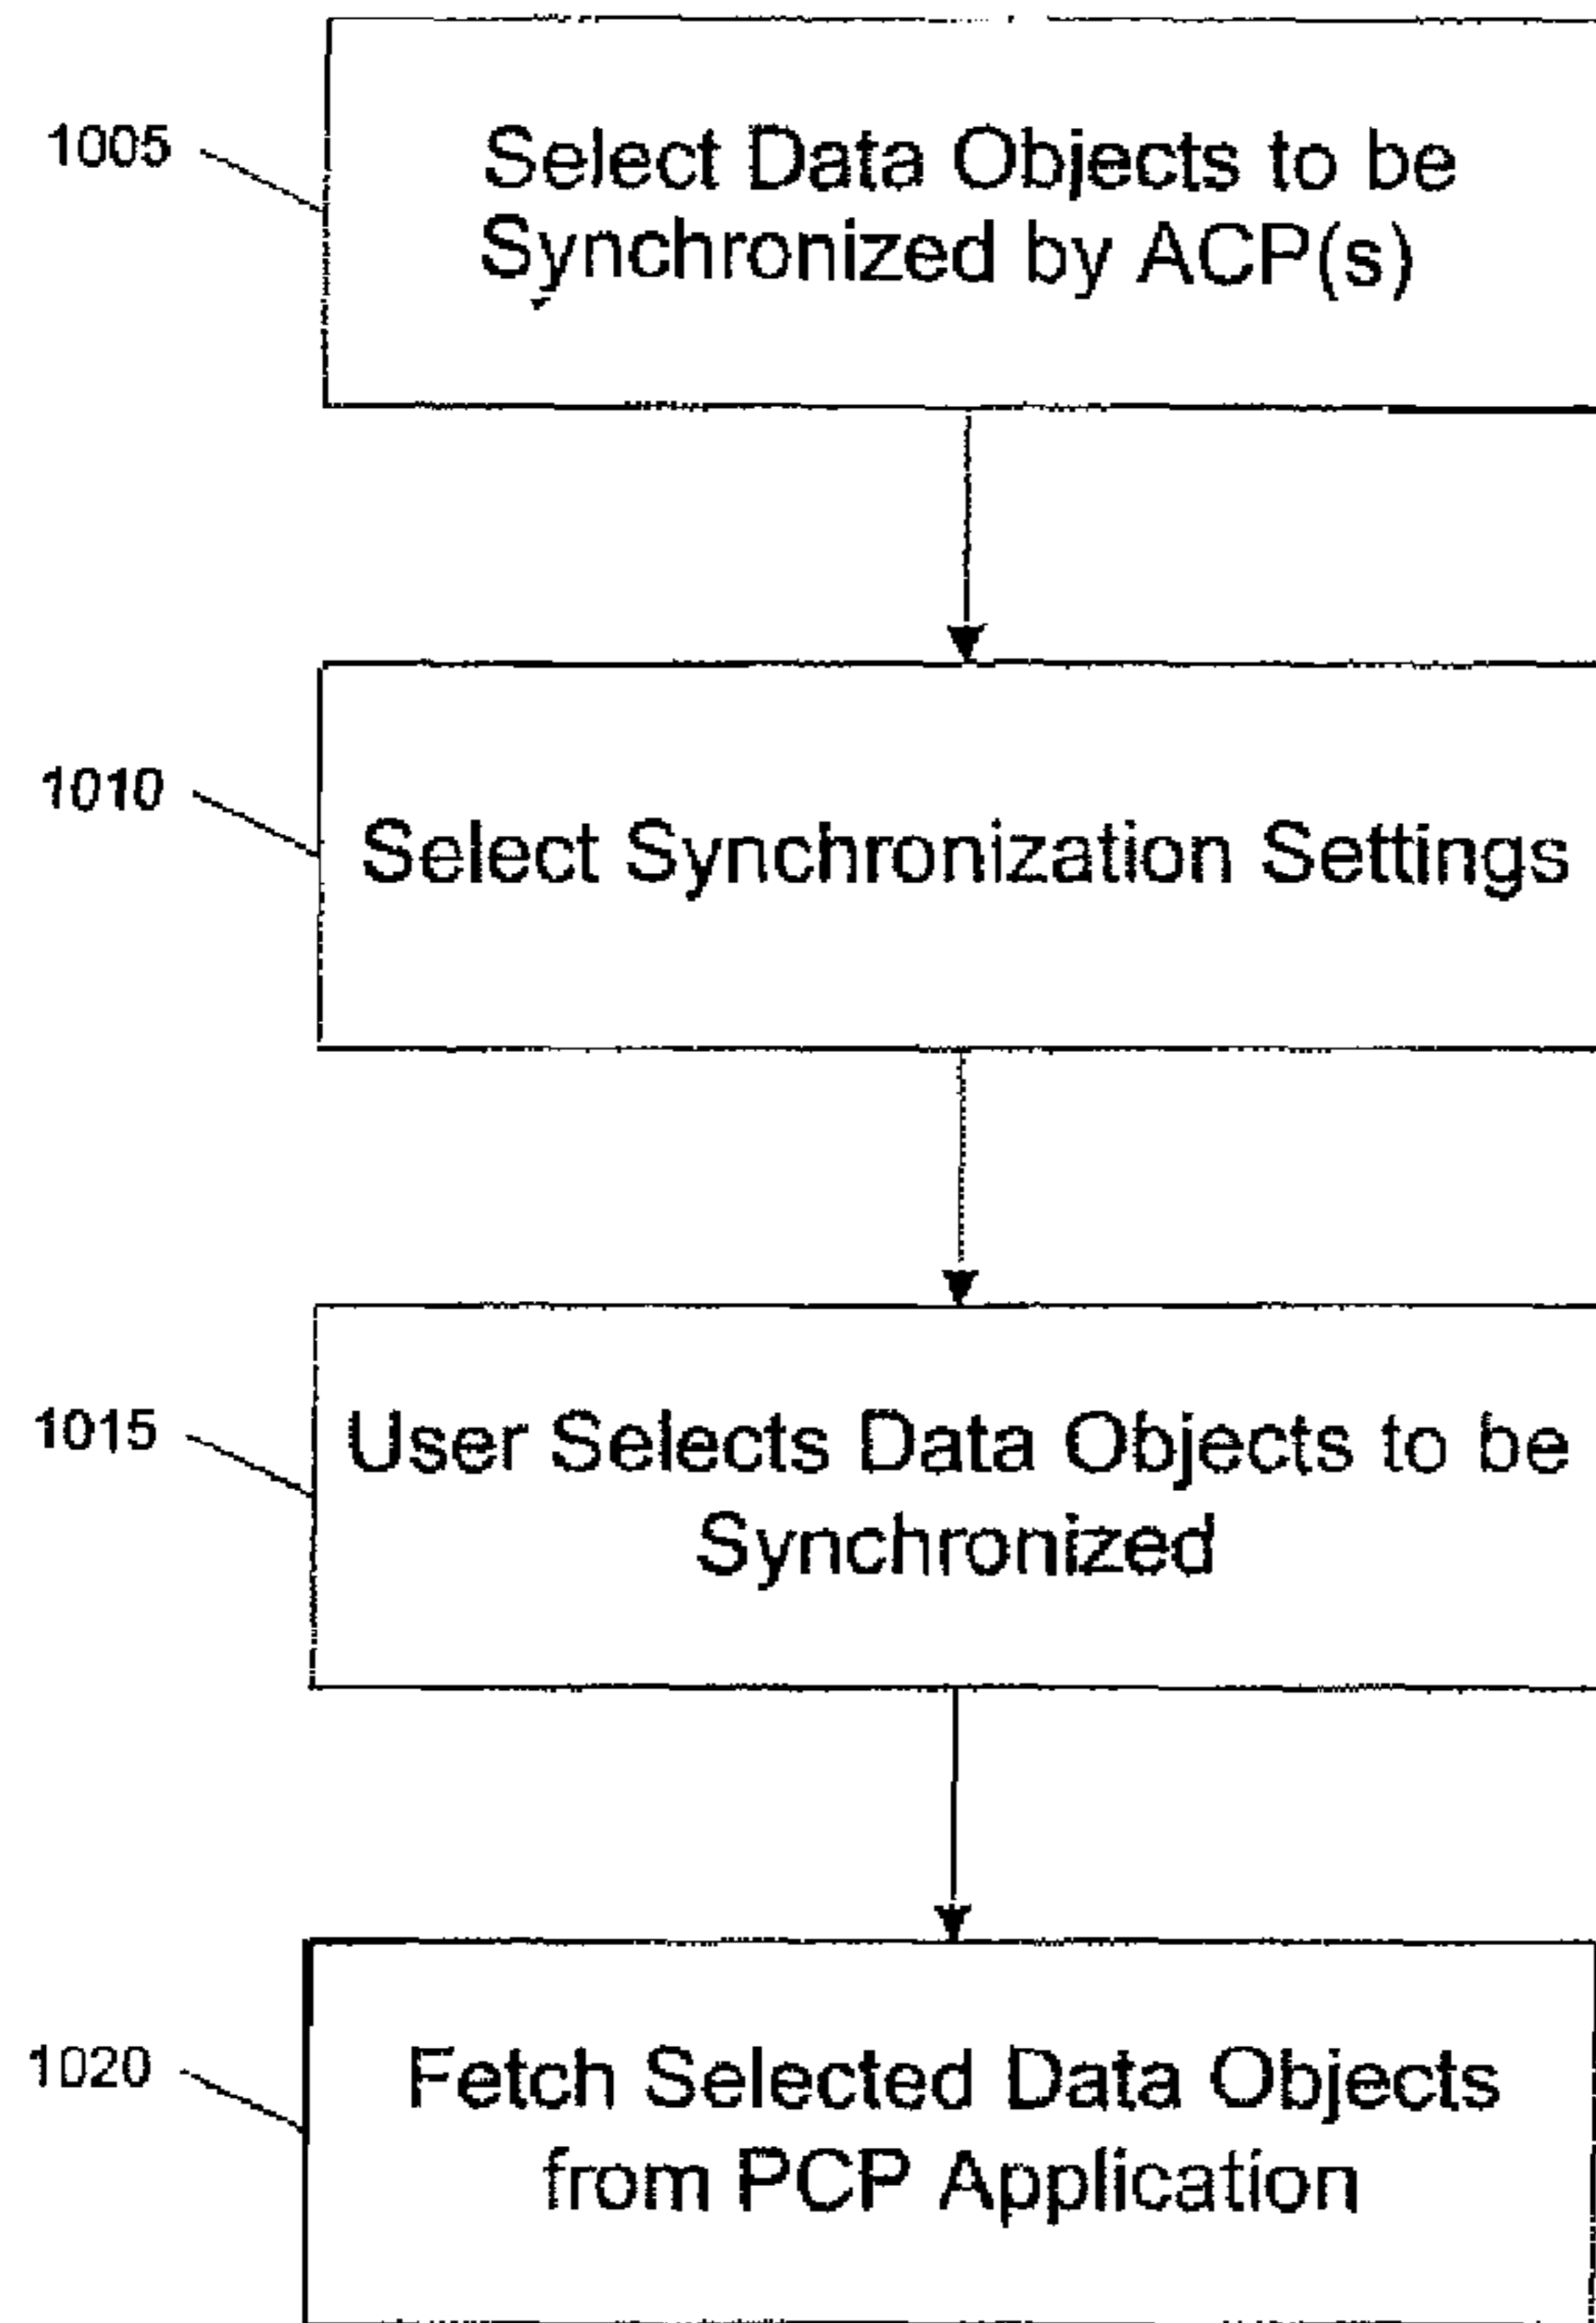 1005
Select Data Objects to be
Synchronized by ACP(s)
1010
Select Synchronization Settings
1015
User Selects Data Objects to be
Synchronized
1020
Fetch Selected Data Objects
from PCP Application